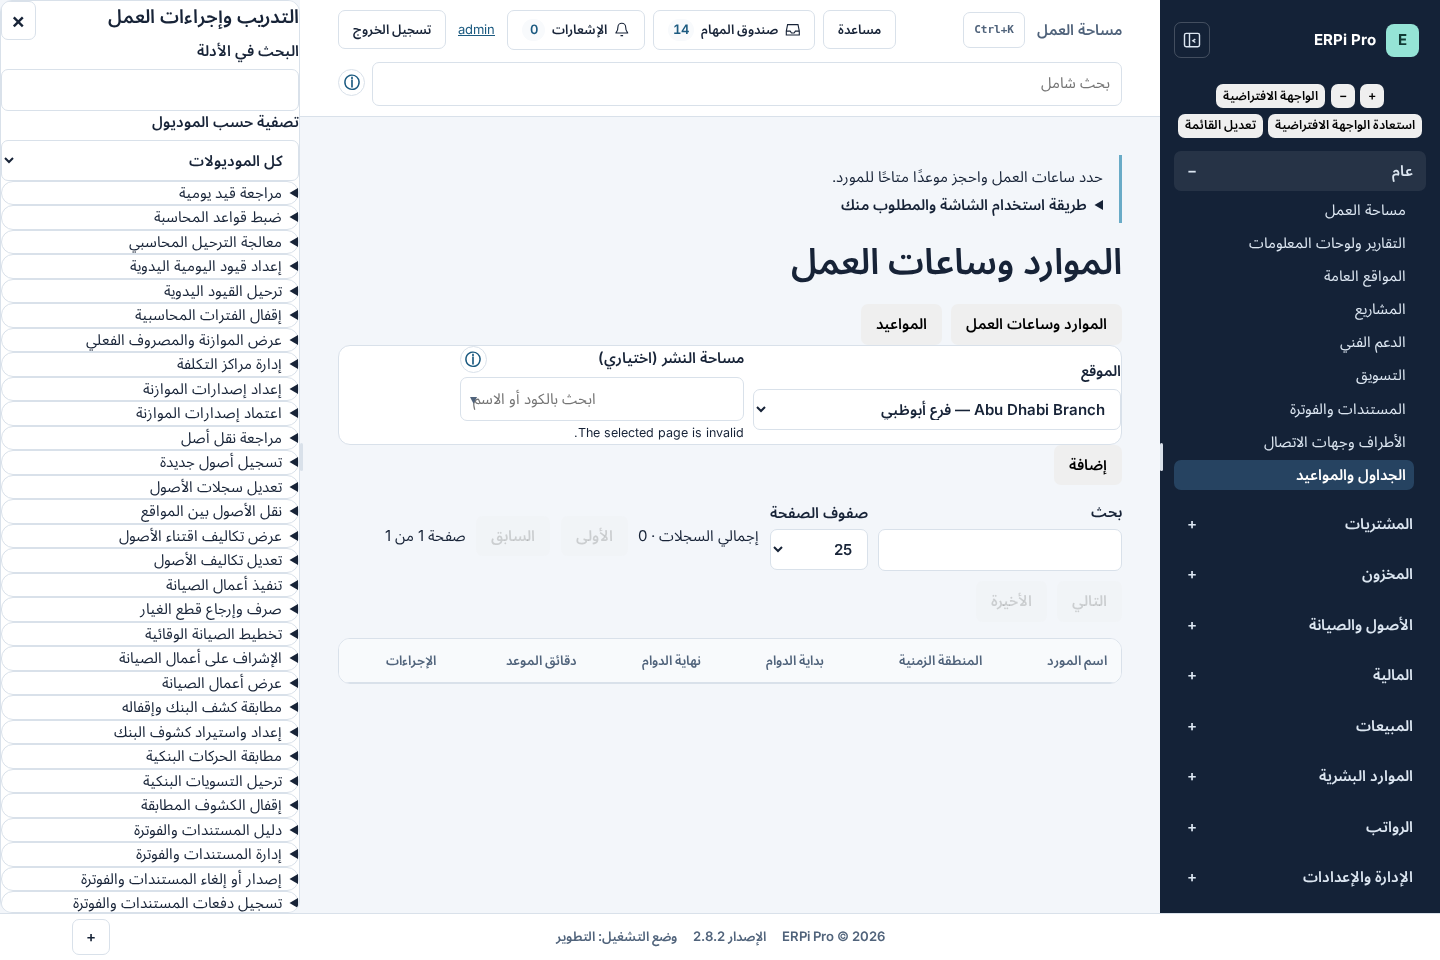 ERPi Pro
E
+
−
الواجهة الافتراضية
استعادة الواجهة الافتراضية
تعديل القائمة
عام
−
مساحة العمل
التقارير ولوحات المعلومات
المواقع العامة
المشاريع
الدعم الفني
التسويق
المستندات والفوترة
الأطراف وجهات الاتصال
الجداول والمواعيد
المشتريات
+
المخزون
+
الأصول والصيانة
+
المالية
+
المبيعات
+
الموارد البشرية
+
الرواتب
+
الإدارة والإعدادات
+
مساحة العمل
Ctrl+K
مساعدة
صندوق المهام 14
الإشعارات 0
admin
تسجيل الخروج
بحث شامل
حدد ساعات العمل واحجز موعدًا متاحًا للمورد.
طريقة استخدام الشاشة والمطلوب منك
الموارد وساعات العمل
الموارد وساعات العمل
المواعيد
الموقع
Abu Dhabi Branch — فرع أبوظبي
مساحة النشر (اختياري)
ابحث بالكود أو الاسم
The selected page is invalid.
إضافة
بحث
صفوف الصفحة
25
إجمالي السجلات · 0
الأولى
السابق
صفحة 1 من 1
التالي
الأخيرة
اسم المورد
المنطقة الزمنية
بداية الدوام
نهاية الدوام
دقائق الموعد
الإجراءات
التدريب وإجراءات العمل
×
البحث في الأدلة
تصفية حسب الموديول
كل الموديولات
مراجعة قيد يومية
ضبط قواعد المحاسبة
معالجة الترحيل المحاسبي
إعداد قيود اليومية اليدوية
ترحيل القيود اليدوية
إقفال الفترات المحاسبية
عرض الموازنة والمصروف الفعلي
إدارة مراكز التكلفة
إعداد إصدارات الموازنة
اعتماد إصدارات الموازنة
مراجعة نقل أصل
تسجيل أصول جديدة
تعديل سجلات الأصول
نقل الأصول بين المواقع
عرض تكاليف اقتناء الأصول
تعديل تكاليف الأصول
تنفيذ أعمال الصيانة
صرف وإرجاع قطع الغيار
تخطيط الصيانة الوقائية
الإشراف على أعمال الصيانة
عرض أعمال الصيانة
مطابقة كشف البنك وإقفاله
إعداد واستيراد كشوف البنك
مطابقة الحركات البنكية
ترحيل التسويات البنكية
إقفال الكشوف المطابقة
دليل المستندات والفوترة
إدارة المستندات والفوترة
إصدار أو إلغاء المستندات والفوترة
تسجيل دفعات المستندات والفوترة
ERPi Pro © 2026
الإصدار 2.8.2
وضع التشغيل: التطوير
+